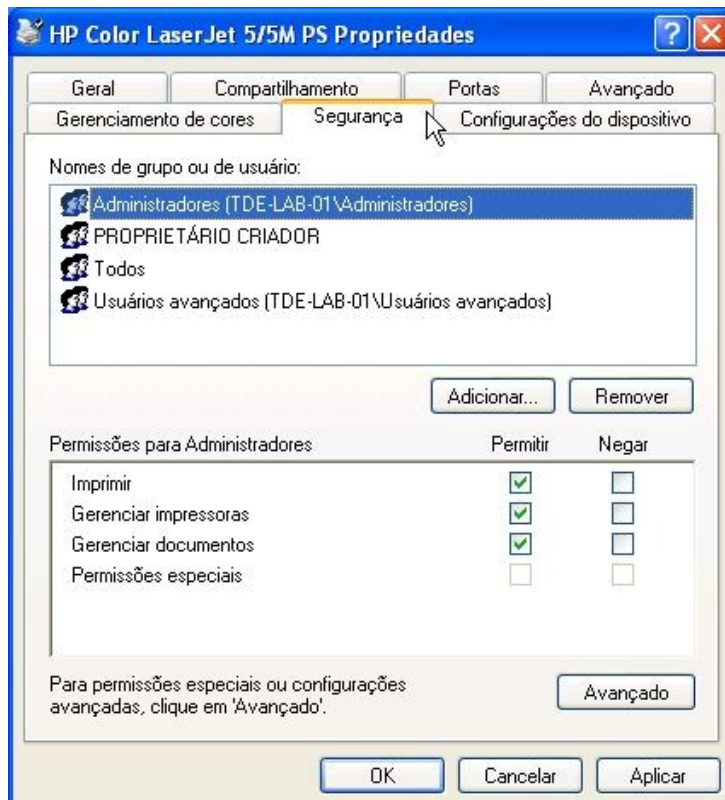 HP Color LaserJet 5/5M PS Propriedades
Geral Compartilhamento Portas Avançado
Gerenciamento de cores Segurança Configurações do dispositivo
Nomes de grupo ou de usuário:
Administradores (TDE-LAB-01\Administradores)
PROPRIETÁRIO CRIADOR
Todos
Usuários avançados (TDE-LAB-01\Usuários avançados)
Adicionar... Remover
Permissões para Administradores Permitir Negar
Imprimir
Gerenciar impressoras
Gerenciar documentos
Permissões especiais
Para permissões especiais ou configurações
avançadas, clique em 'Avançado'.
Avançado
OK Cancelar Aplicar